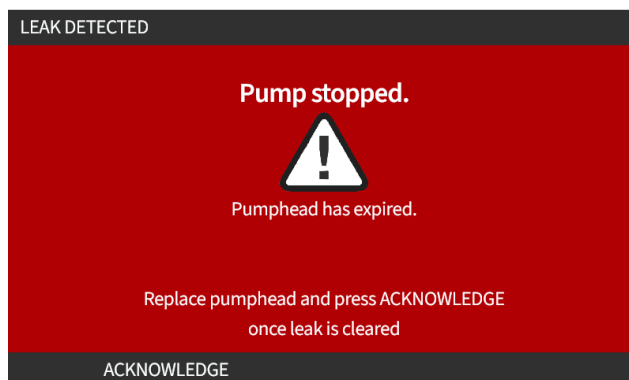 LEAK DETECTED
Pump stopped.
!
Pumphead has expired.
Replace pumphead and press ACKNOWLEDGE
once leak is cleared
ACKNOWLEDGE